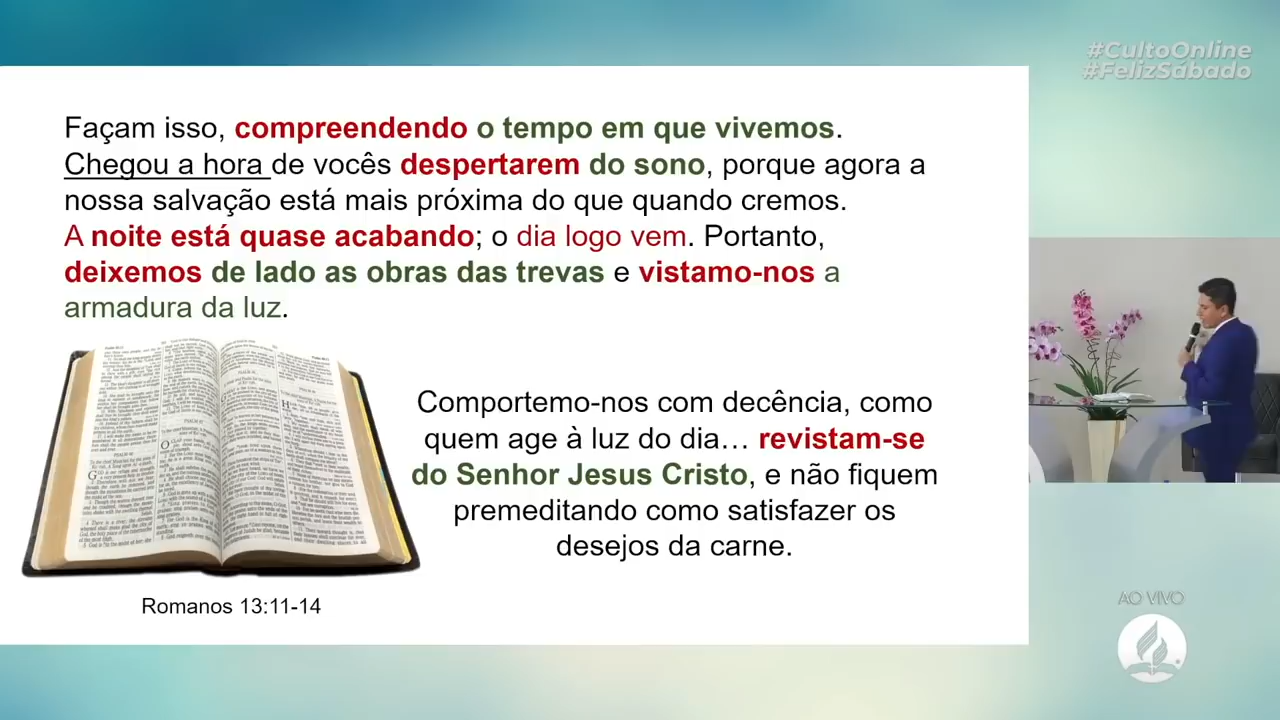 #CultoOnline
#FelizSábado
Façam isso, compreendendo o tempo em que vivemos.
Chegou a hora de vocês despertarem do sono, porque agora a
nossa salvação está mais próxima do que quando cremos.
A noite está quase acabando; o dia logo vem. Portanto,
deixemos de lado as obras das trevas e vistamo-nos a
armadura da luz.
Comportemo-nos com decência, como
quem age à luz do dia… revistam-se
do Senhor Jesus Cristo, e não fiquem
premeditando como satisfazer os
desejos da carne.
Romanos 13:11-14
AO VIVO